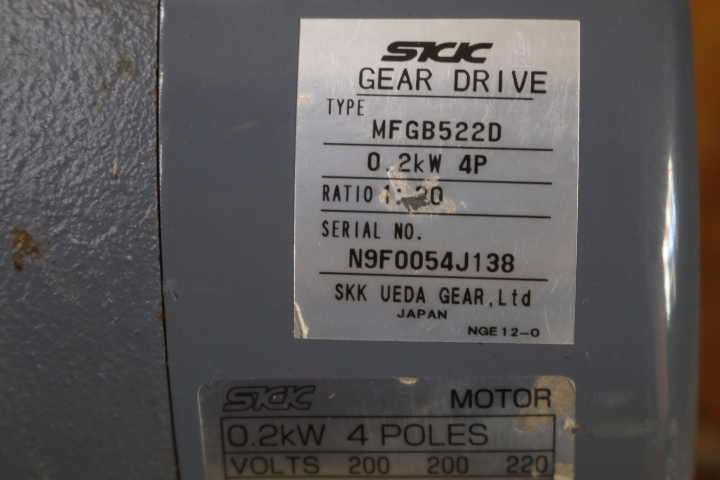 SKK
GEAR DRIVE
TYPE
MFGB522D
0.2kW 4P
RATIO
SERIAL NO.
N9F0054J138
SKK UEDA GEAR,Ltd
JAPAN
NGE12-0
SKK MOTOR
0.2kW 4 POLES
VOLTS 200 200 220